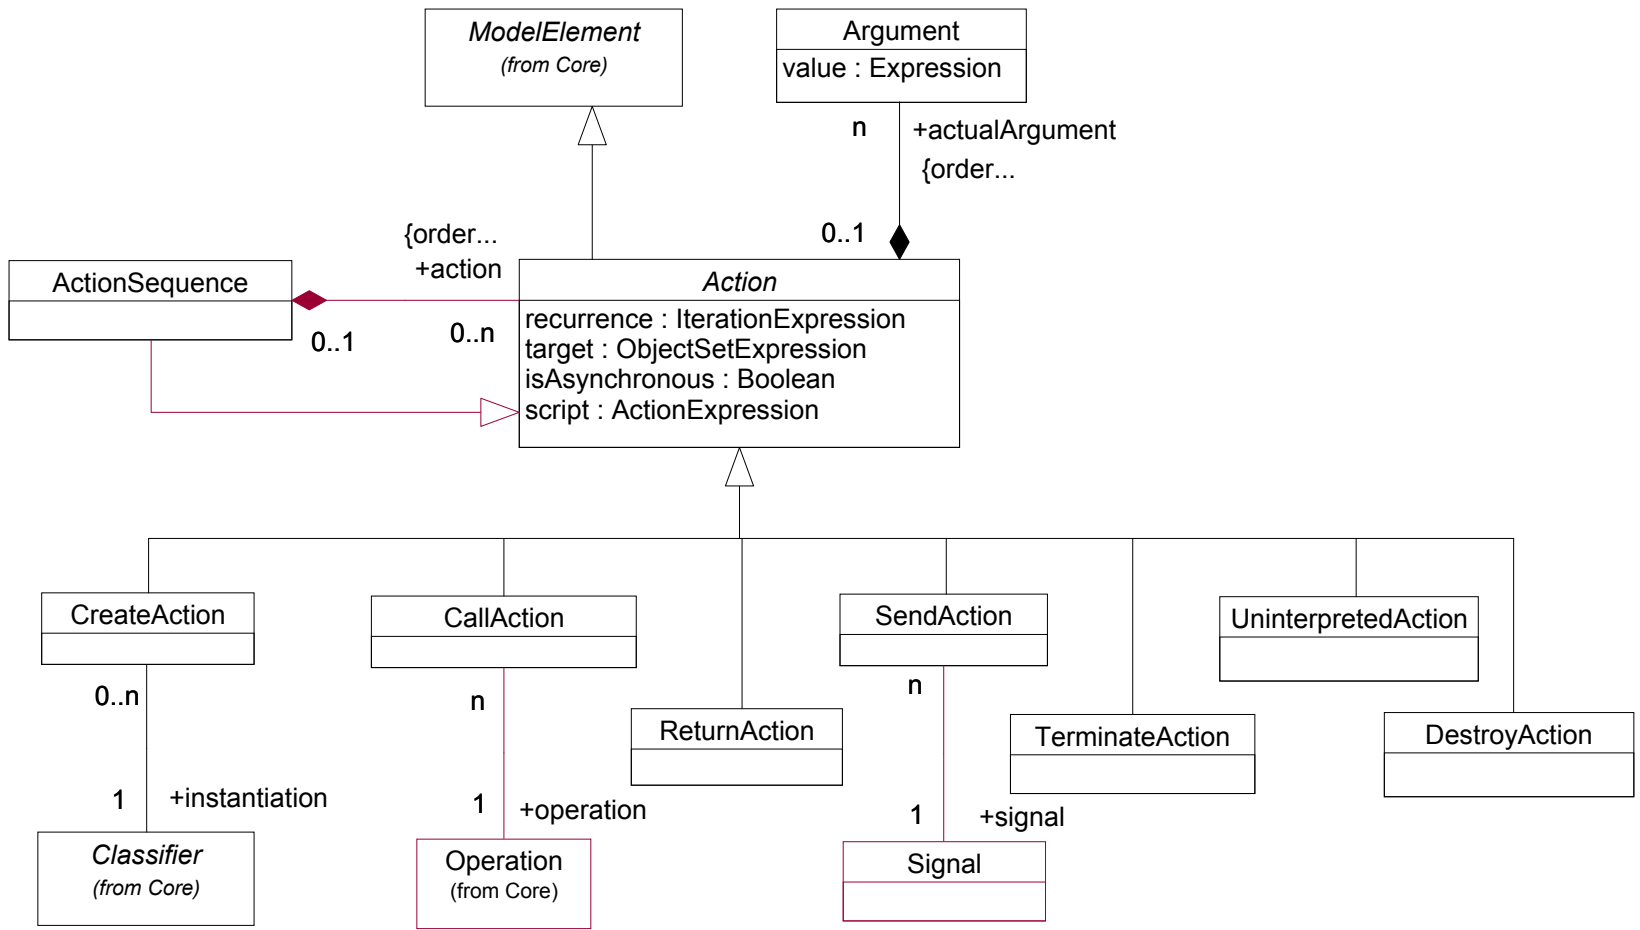 ModelElement
(from Core)
Argument
value : Expression
n
+actualArgument
{order...
0..1
{order...
+action
ActionSequence
0..1
0..n
Action
recurrence : IterationExpression
target : ObjectSetExpression
isAsynchronous : Boolean
script : ActionExpression
CreateAction
CallAction
SendAction
UninterpretedAction
0..n
n
n
ReturnAction
TerminateAction
DestroyAction
1
+instantiation
1
+operation
1
+signal
Classifier
(from Core)
Operation
(from Core)
Signal